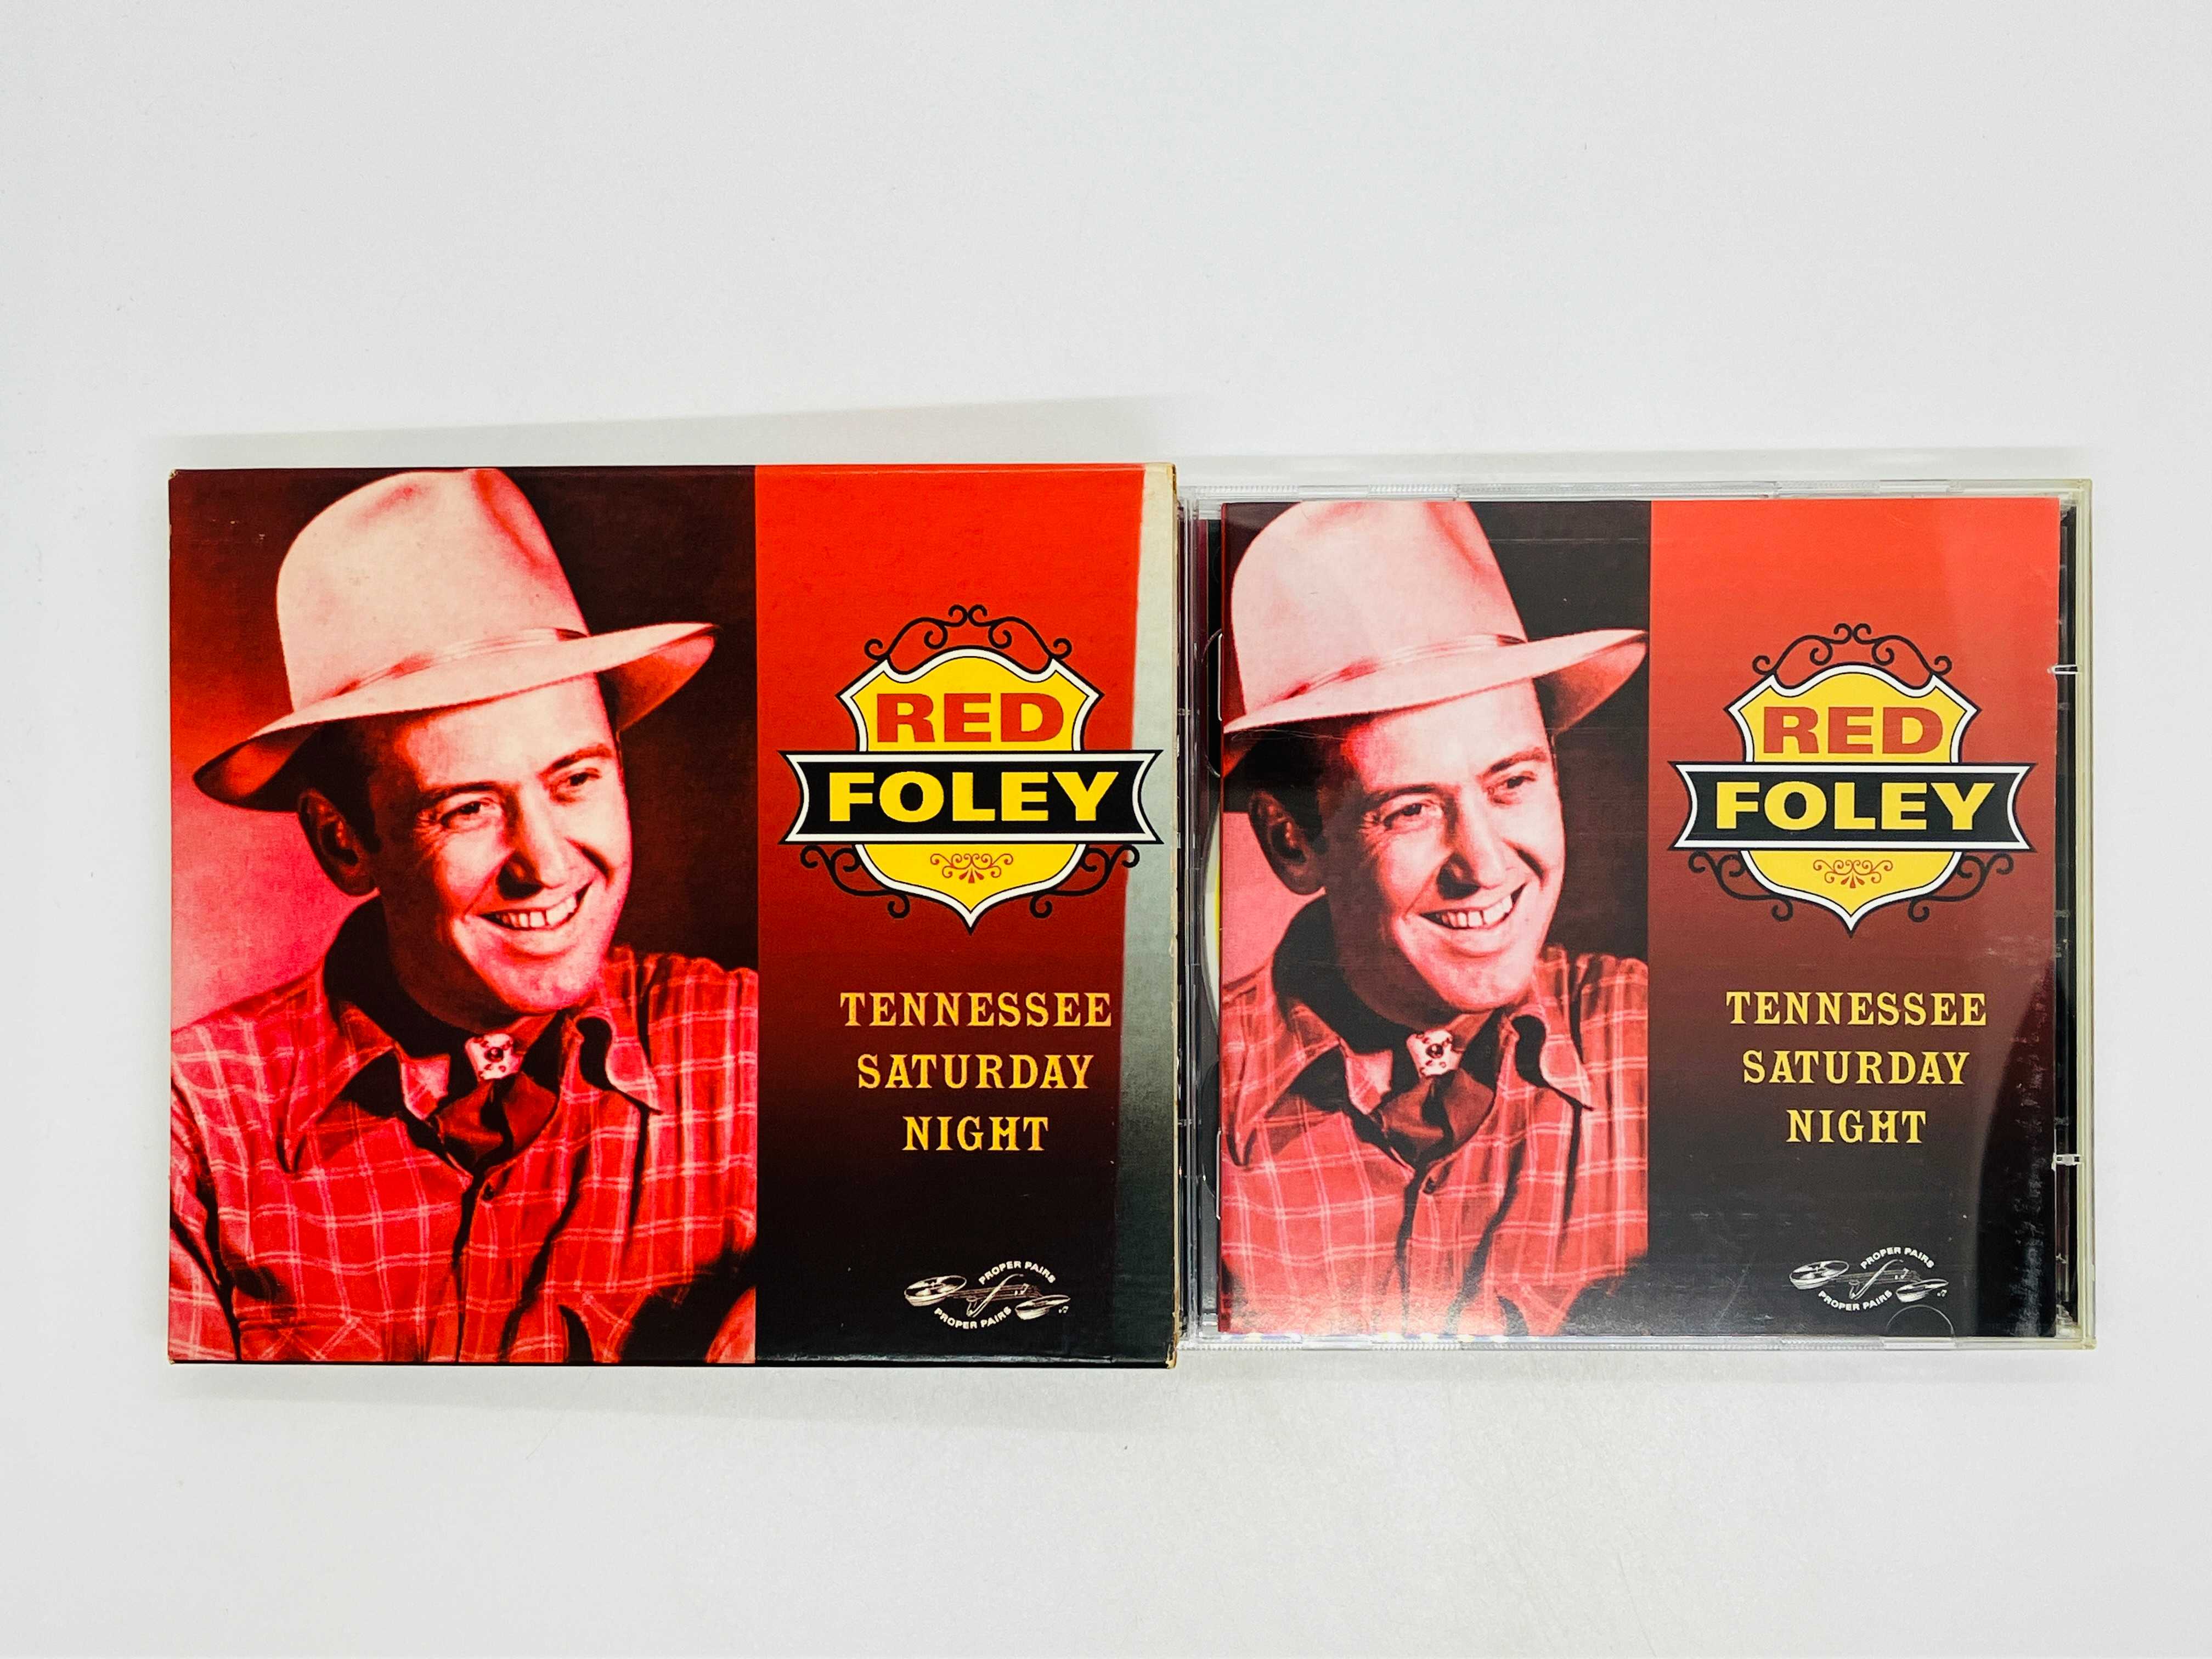 RED
FOLEY
TENNESSEE
SATURDAY
NIGHT
PROPER PAIRS
PROPER PAIRS
RED
FOLEY
TENNESSEE
SATURDAY
NIGHT
PROPER PAIRS
PROPER PAIRS